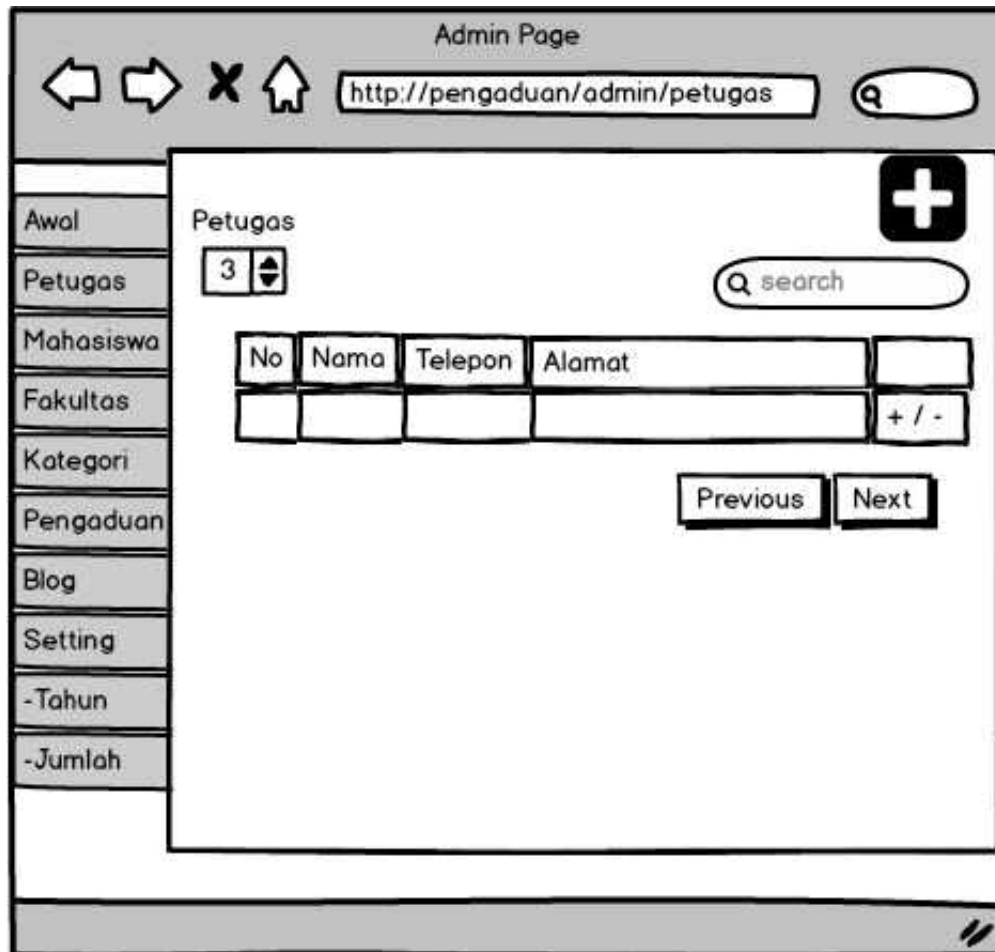 Admin Page
http://pengaduan/admin/petugas
Awal
Petugas
Mahasiswa
Fakultas
Kategori
Pengaduan
Blog
Setting
-Tahun
-Jumlah
Petugas
3
search
No Nama Telepon Alamat
+ / -
Previous Next